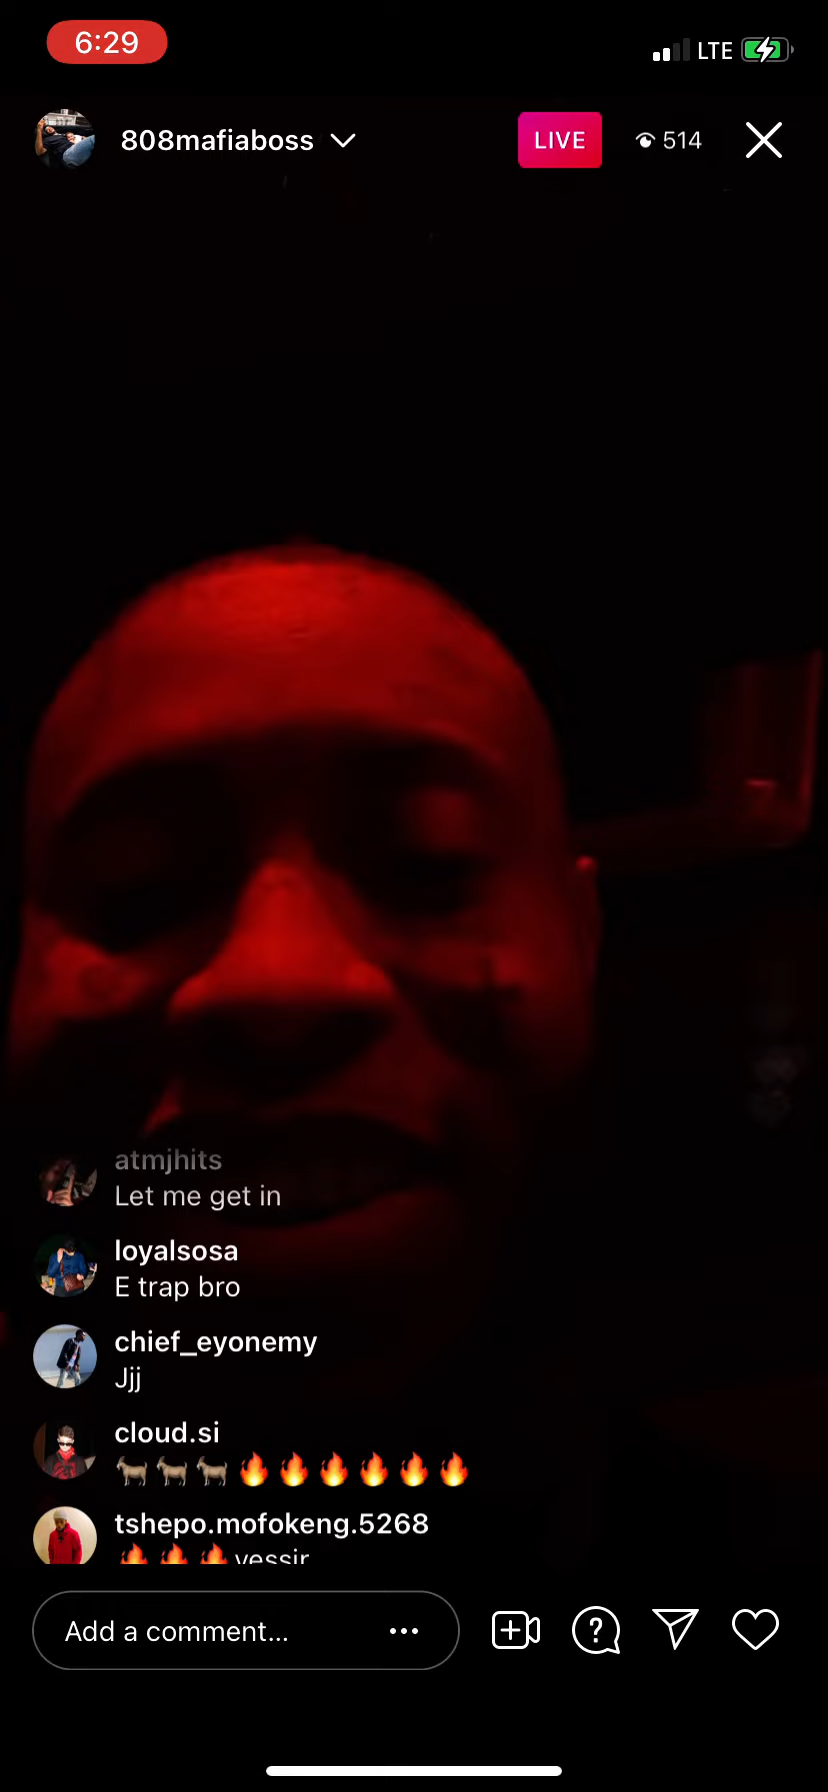 6:29
LTE
808mafiaboss
LIVE
514
atmjhits
Let me get in
loyalsosa
E trap bro
chief_eyonemy
Jjj
cloud.si
🐐🐐🐐🔥🔥🔥🔥🔥🔥
tshepo.mofokeng.5268
🔥🔥🔥yessir
Add a comment...